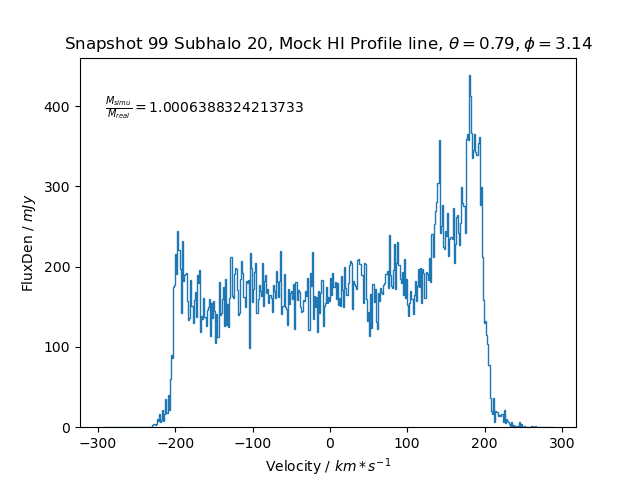 Snapshot 99 Subhalo 20, Mock HI Profile line, θ = 0.79, ϕ = 3.14
M_simu/M_real = 1.0006388324213733
FluxDen / mJy
400
300
200
100
0
−300 −200 −100 0 100 200 300
Velocity / km * s⁻¹